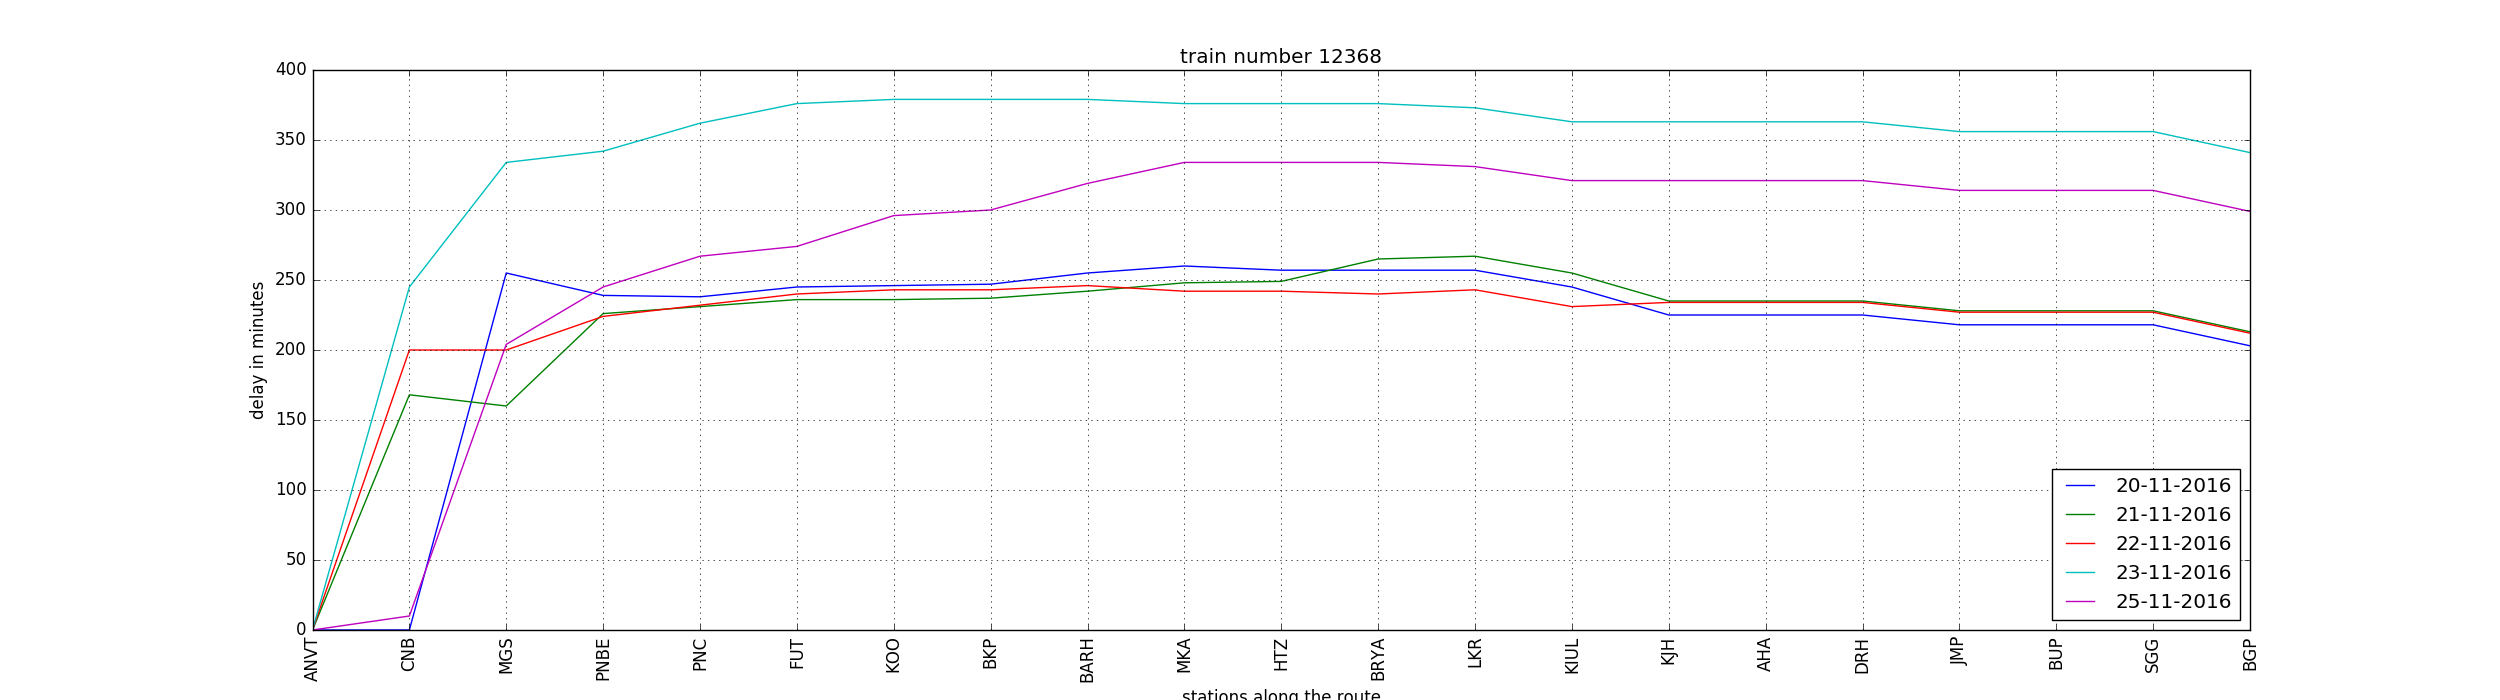 train number 12368
400
350
300
250
200
150
100
50
0
delay in minutes
ANVT
CNB
MGS
PNBE
PNC
FUT
KOO
BKP
BARH
MKA
HTZ
BRYA
LKR
KIUL
KJH
AHA
DRH
JMP
BUP
SGG
BGP
stations along the route
20-11-2016
21-11-2016
22-11-2016
23-11-2016
25-11-2016